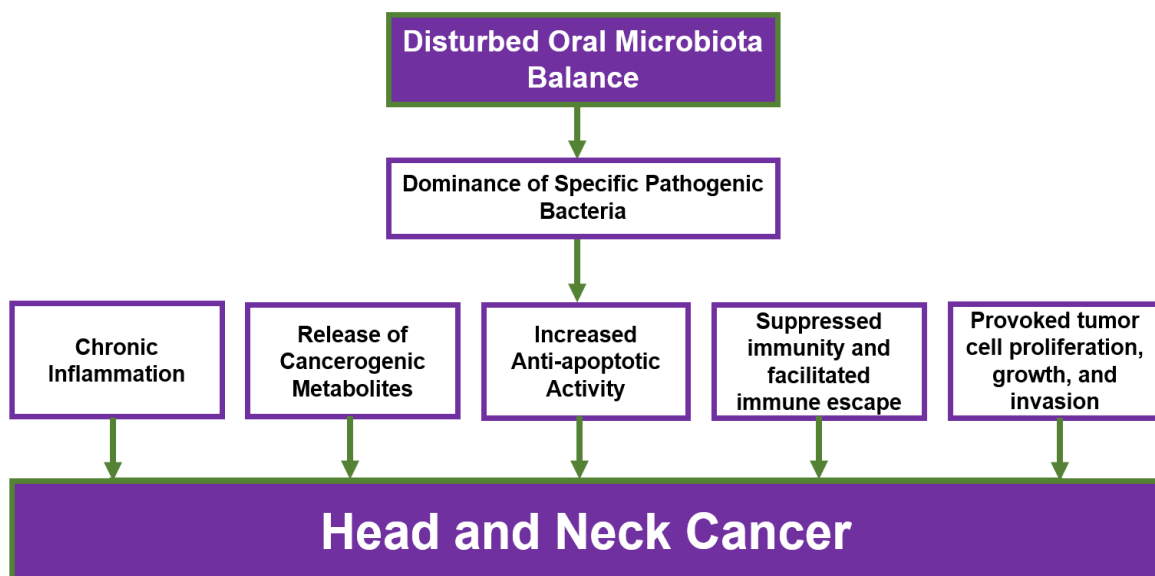 Disturbed Oral Microbiota
Balance
Dominance of Specific Pathogenic
Bacteria
Chronic
Inflammation
Release of
Cancerogenic
Metabolites
Increased
Anti-apoptotic
Activity
Suppressed
immunity and
facilitated
immune escape
Provoked tumor
cell proliferation,
growth, and
invasion
Head and Neck Cancer